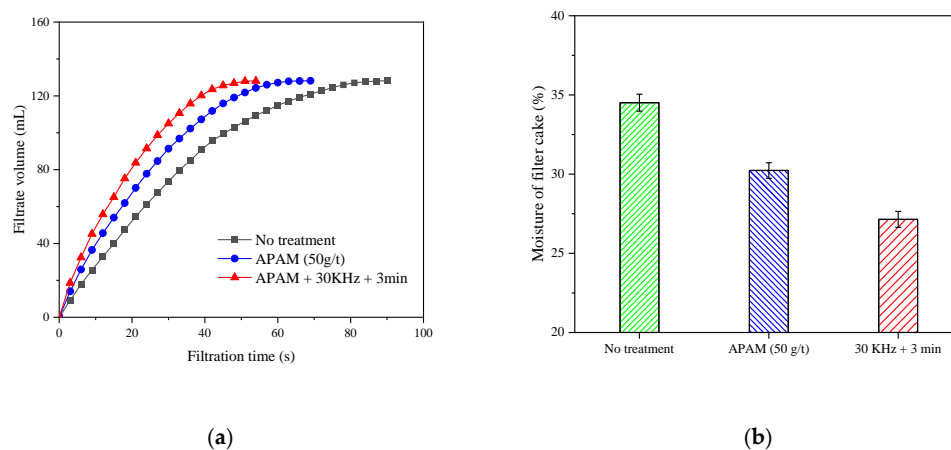 160
120
80
40
0
0
20
40
60
80
100
Filtrate volume (mL)
Filtration time (s)
No treatment
APAM (50g/t)
APAM + 30KHz + 3min
(a)
40
35
30
25
20
Moisture of filter cake (%)
No treatment
APAM (50 g/t)
30 KHz + 3 min
(b)